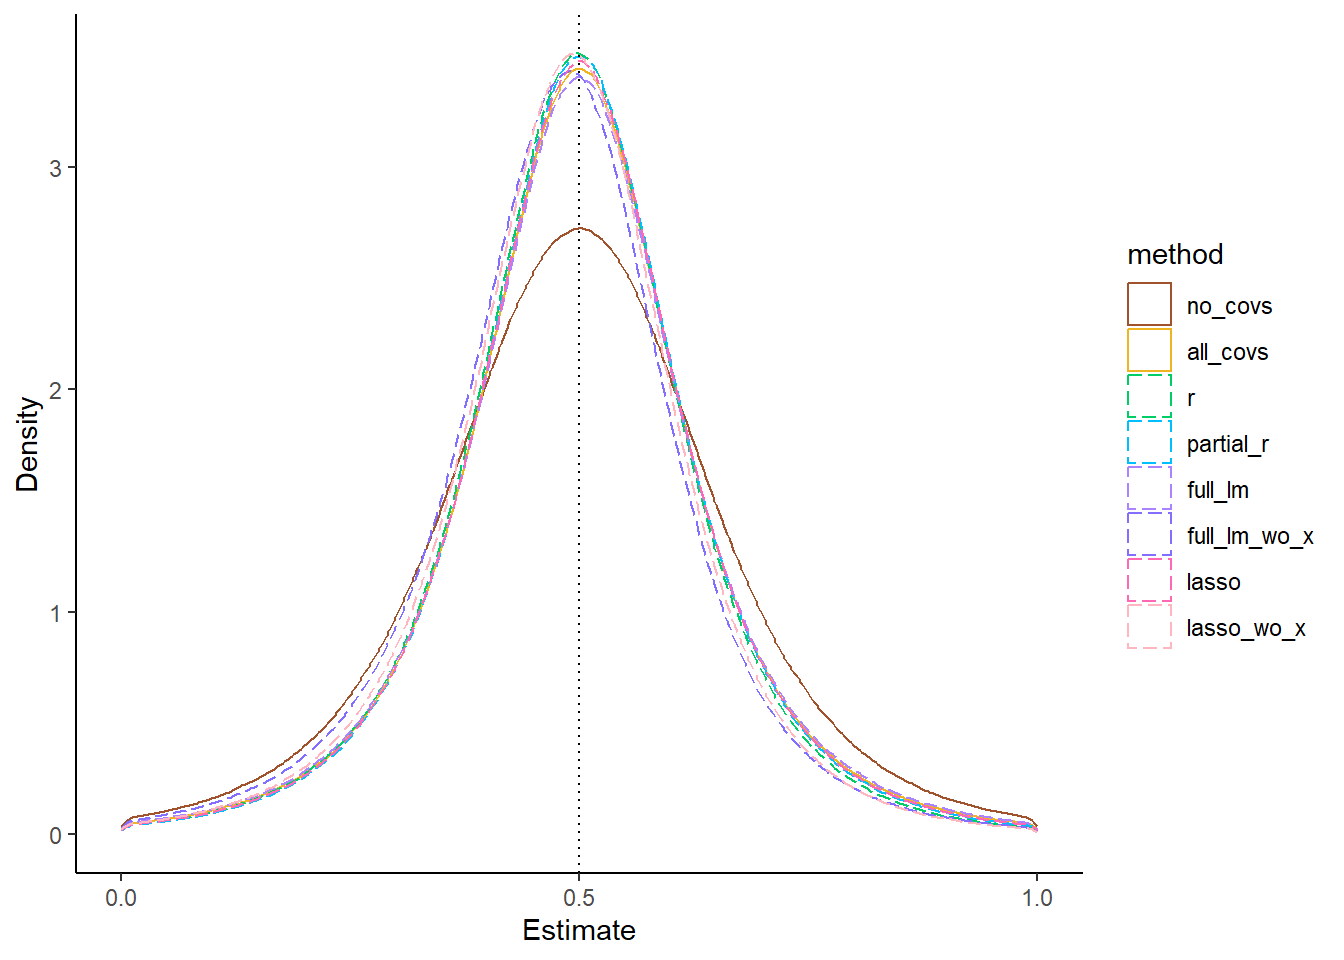 Density
3
2
1
0
0.0
0.5
1.0
Estimate
method
no_covs
all_covs
r
partial_r
full_lm
full_lm_wo_x
lasso
lasso_wo_x